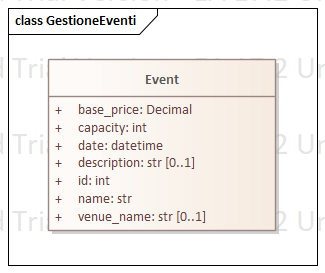 class GestioneEventi
Event
+ base_price: Decimal
+ capacity: int
+ date: datetime
+ description: str [0..1]
+ id: int
+ name: str
+ venue_name: str [0..1]